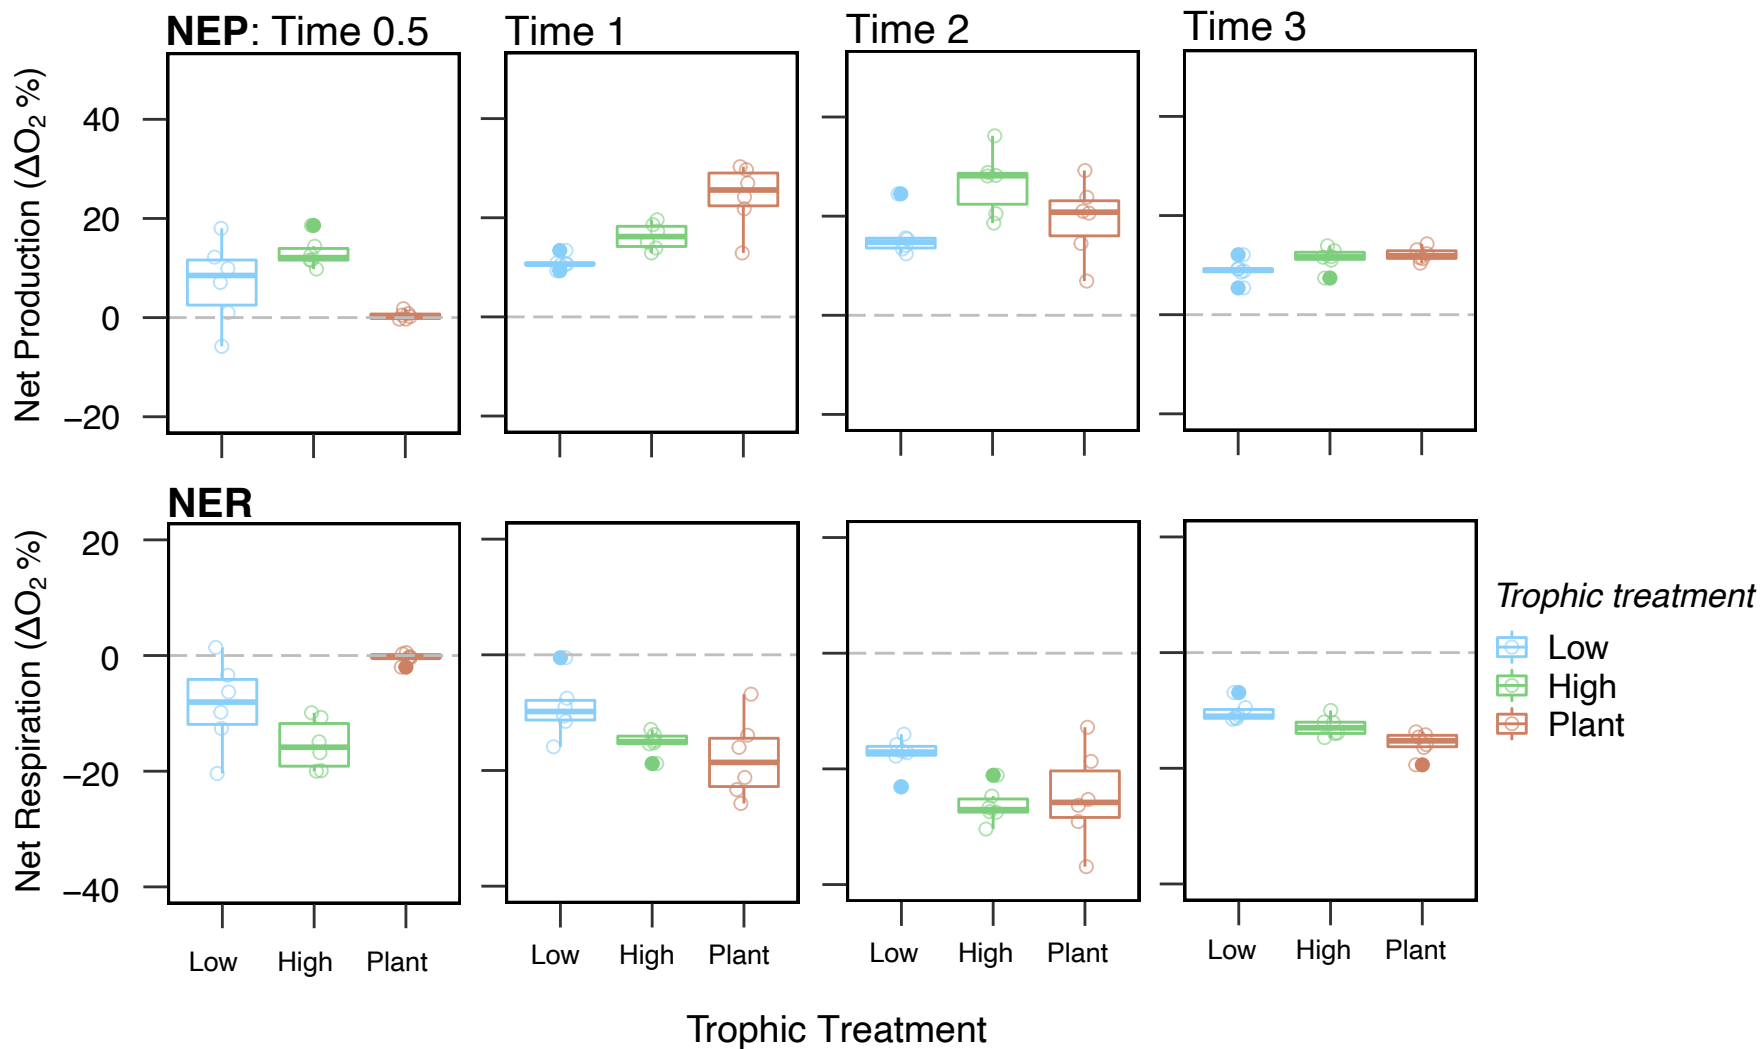 NEP: Time 0.5
Time 1
Time 2
Time 3
Net Production (ΔO₂ %)
40
20
0
−20
NER
Net Respiration (ΔO₂ %)
20
0
−20
−40
Low High Plant
Low High Plant
Low High Plant
Low High Plant
Trophic Treatment
Trophic treatment
Low
High
Plant